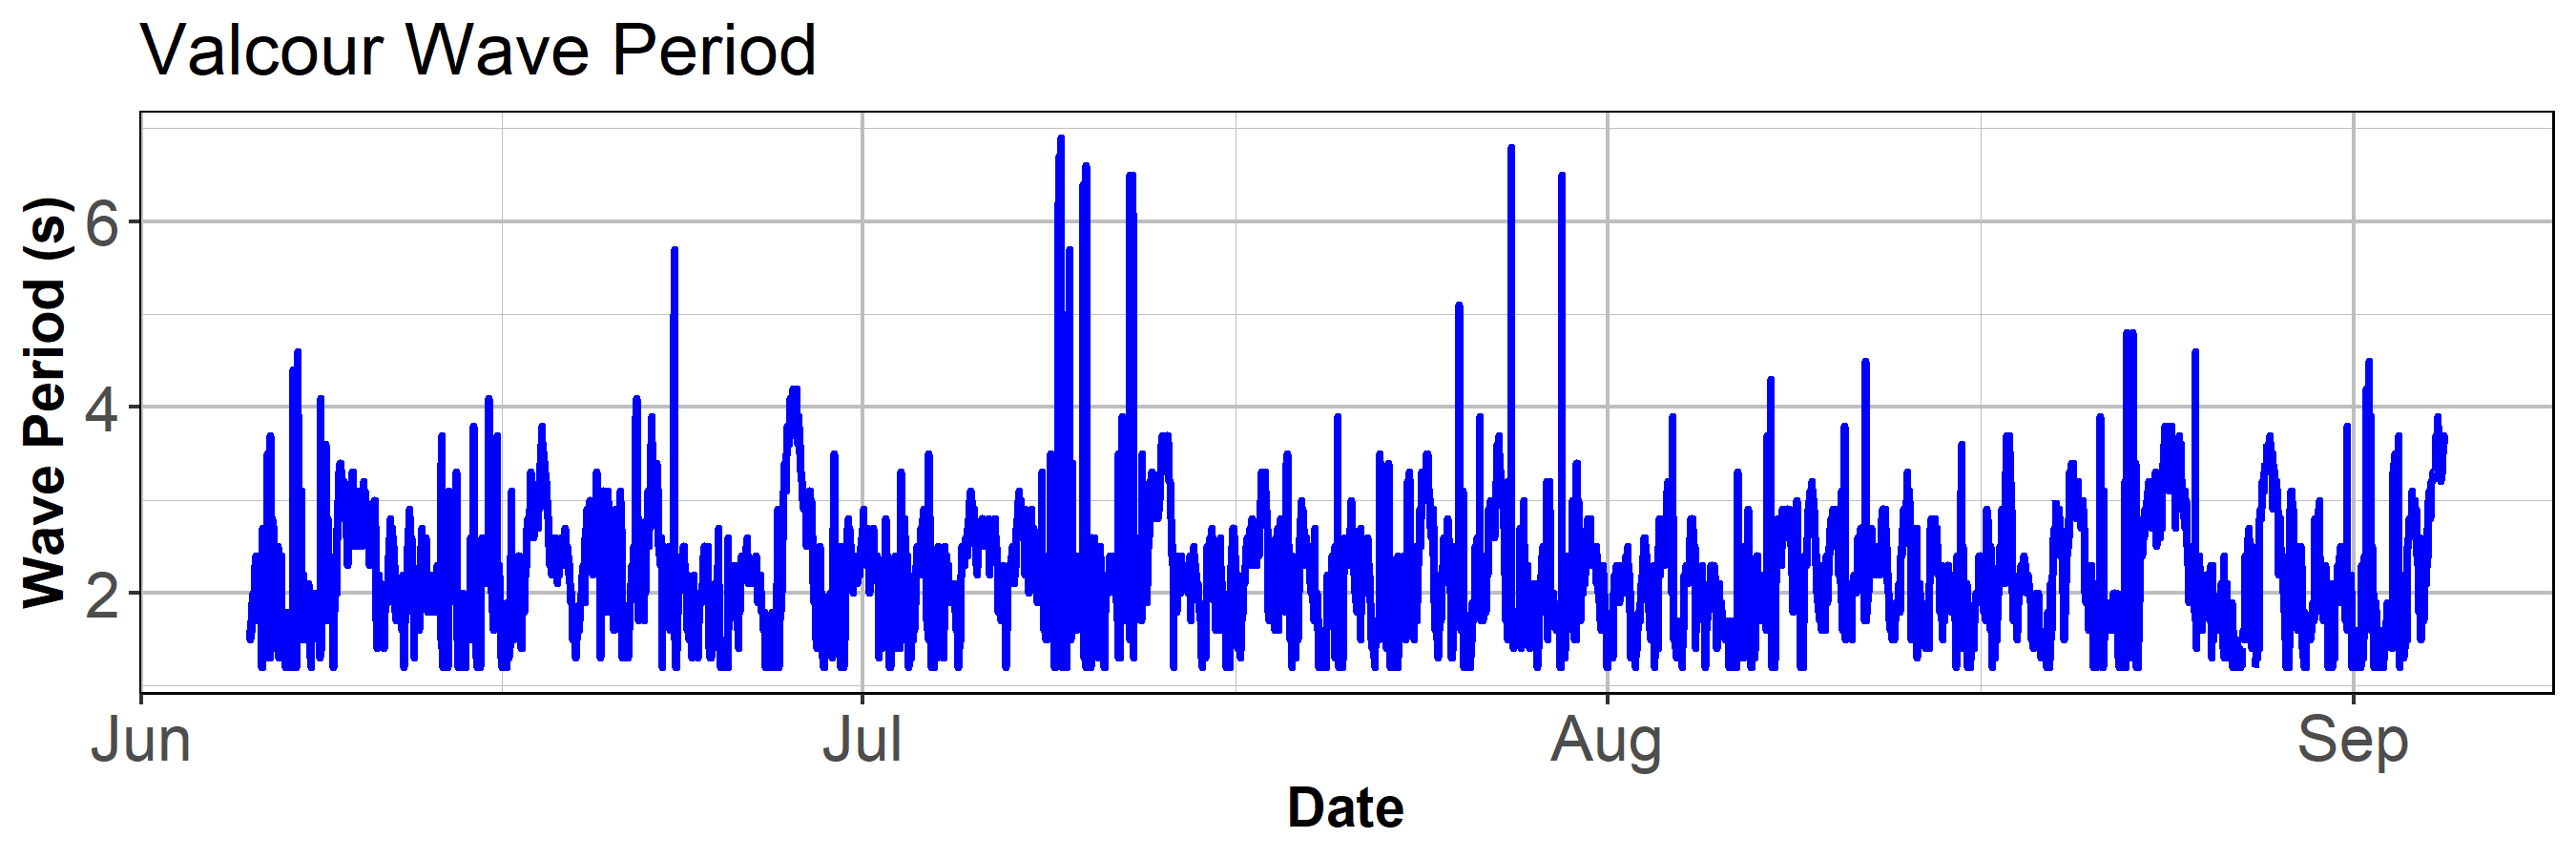 Valcour Wave Period
Wave Period (s)
6
4
2
Jun Jul Aug Sep
Date